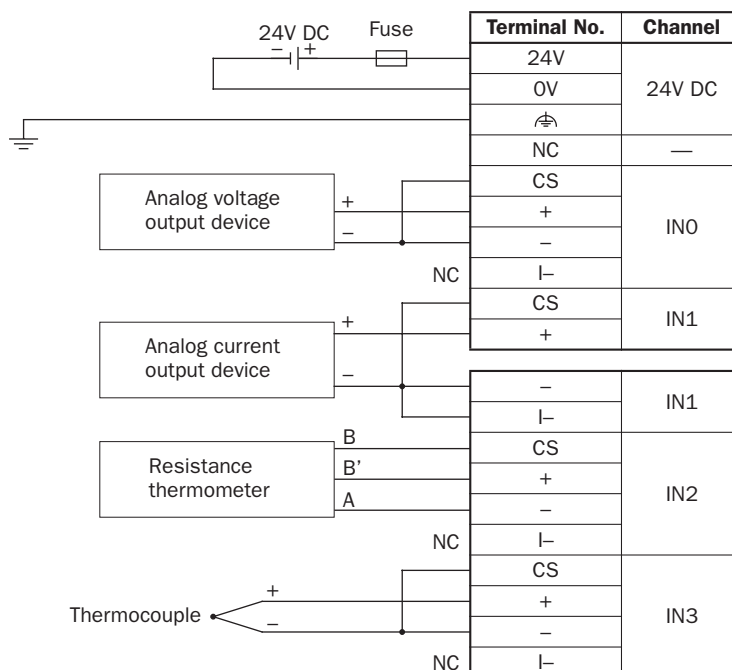 24V DC
– +
Fuse
Terminal No. Channel
24V
0V
24V DC
NC —
Analog voltage
output device
+
–
NC
CS
+
–
I–
IN0
Analog current
output device
+
–
CS
+
IN1
–
I–
IN1
Resistance
thermometer
B
B’
A
NC
CS
+
–
I–
IN2
Thermocouple
+
–
NC
CS
+
–
I–
IN3